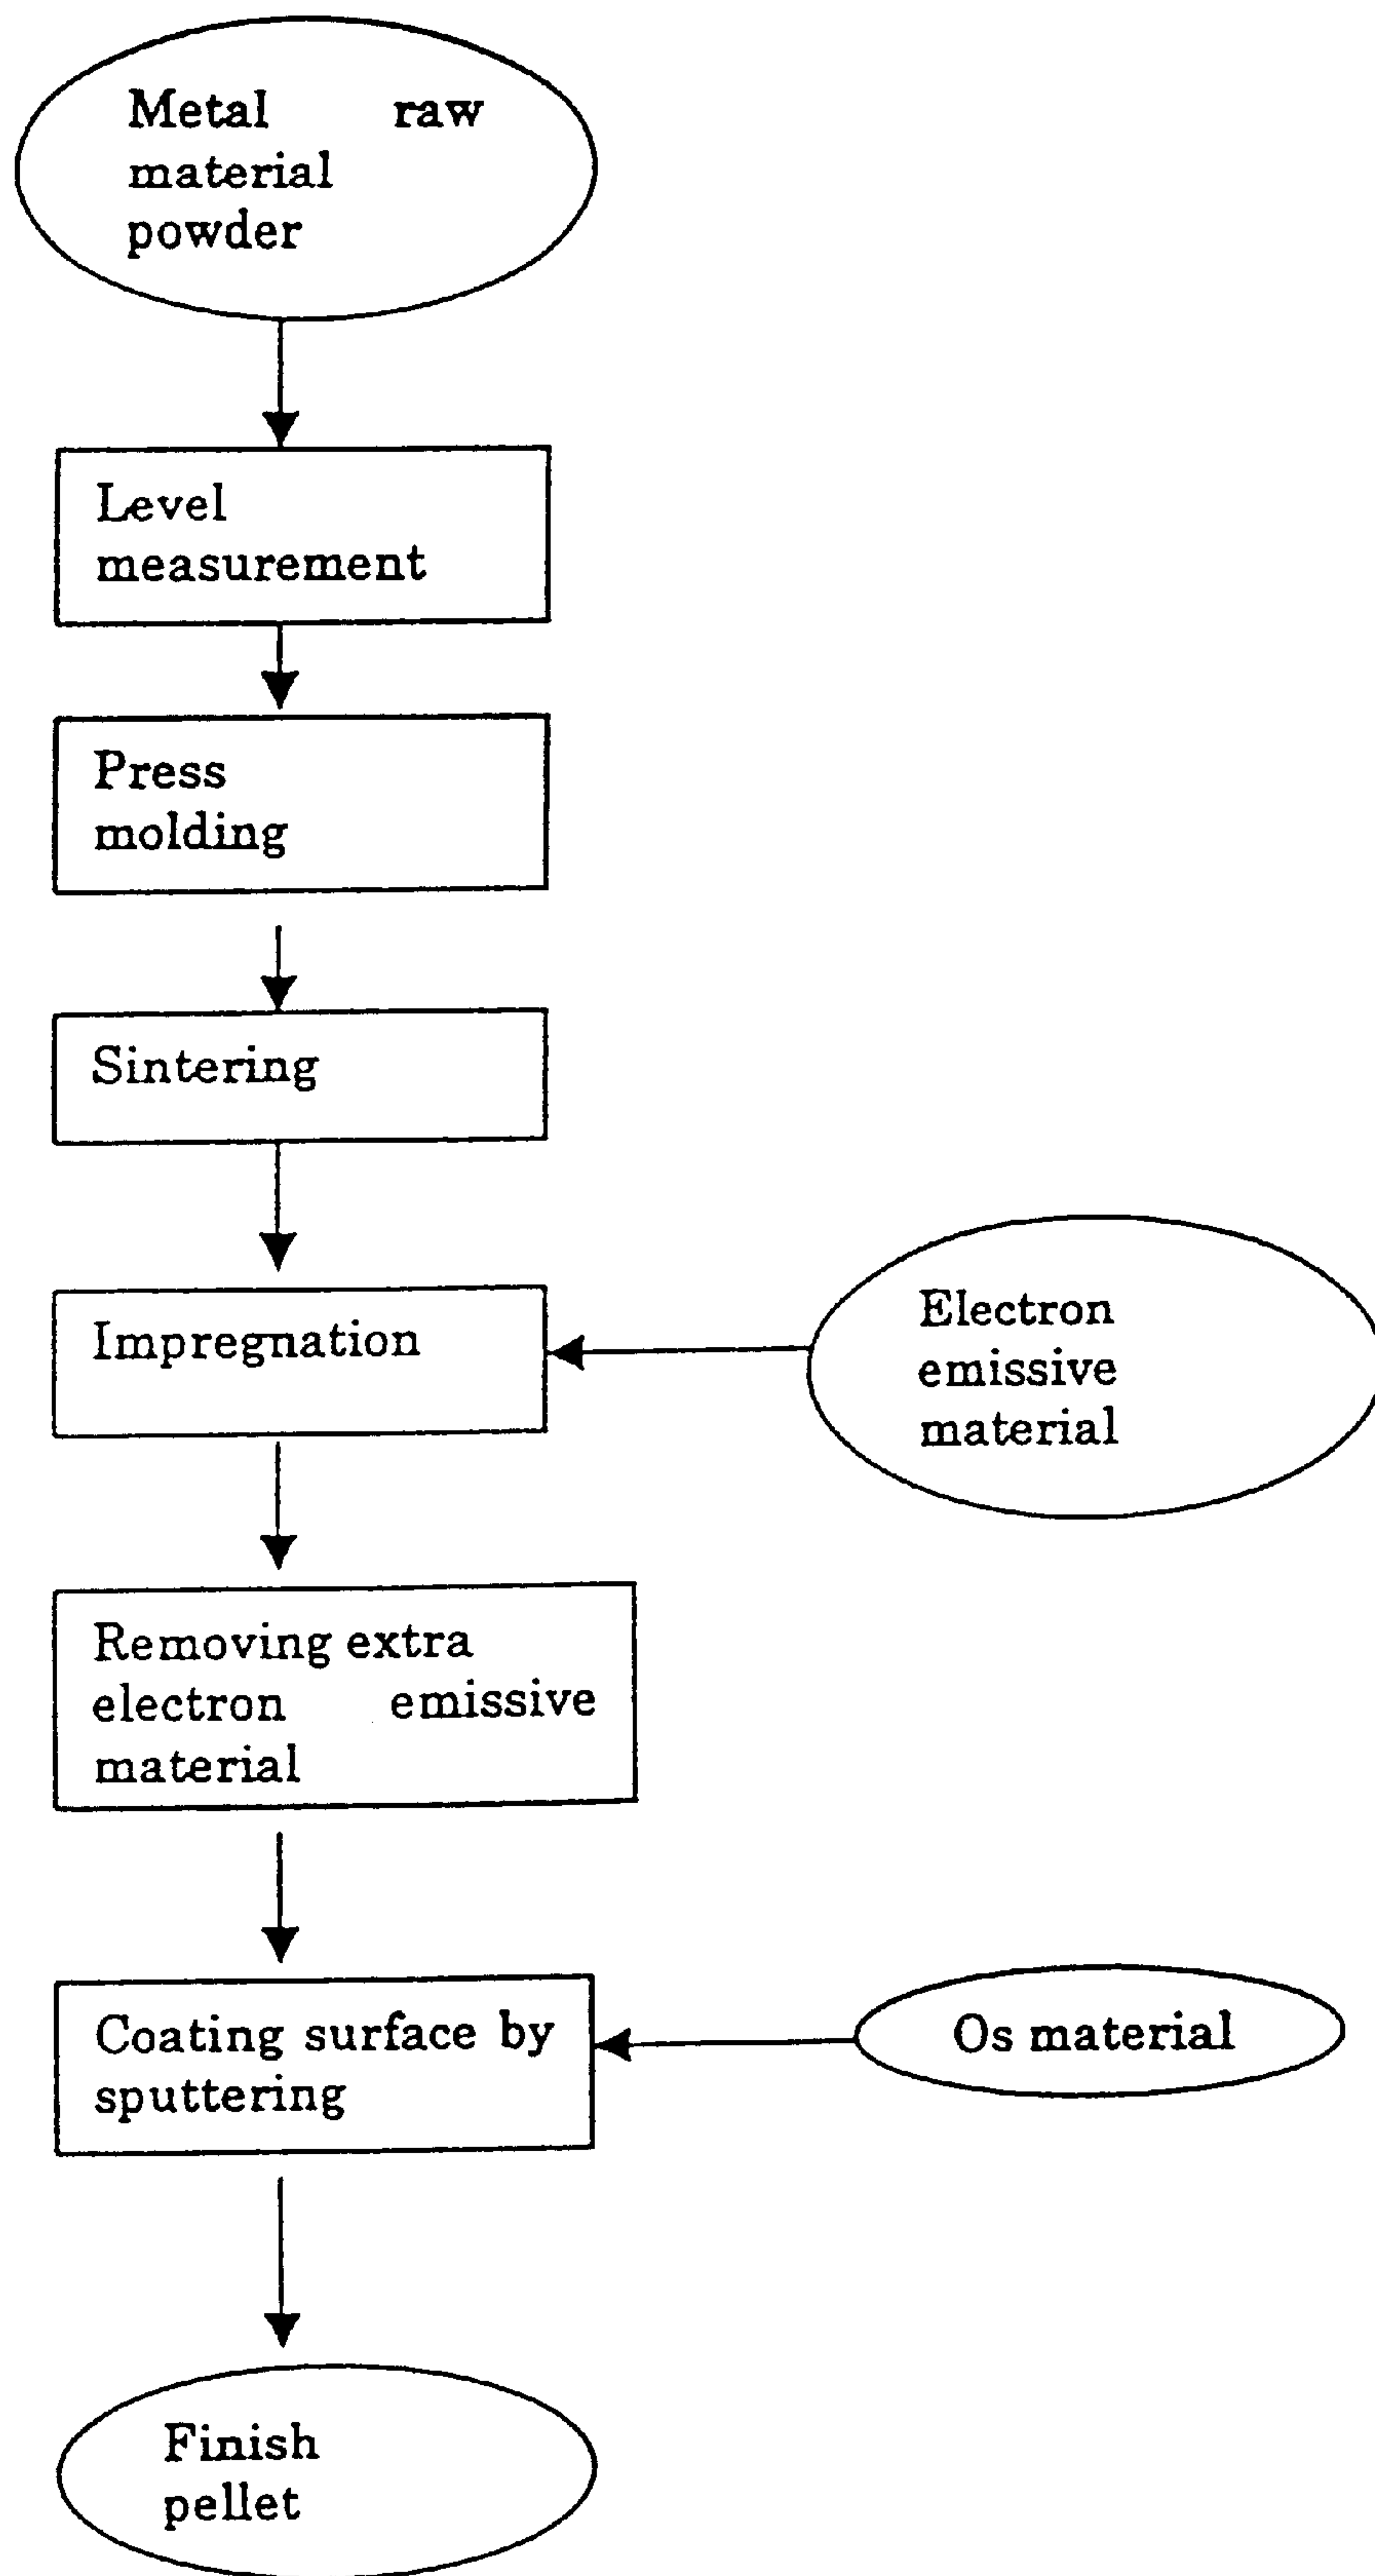 Metal raw
material
powder
Level
measurement
Press
molding
Sintering
Impregnation
Electron
emissive
material
Removing extra
electron emissive
material
Coating surface by
sputtering
Os material
Finish
pellet